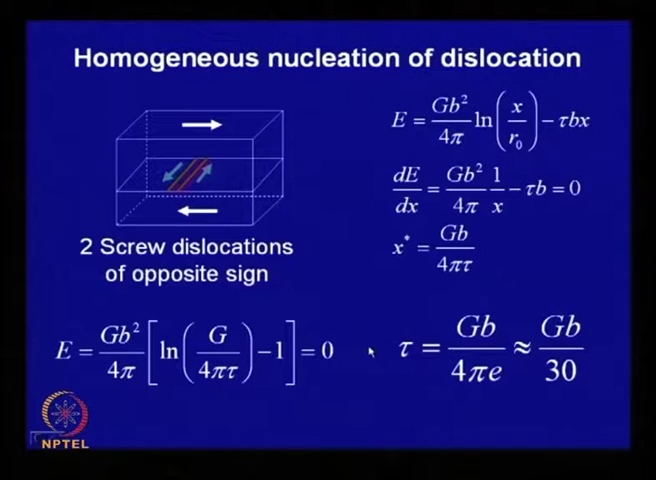 Homogeneous nucleation of dislocation
2 Screw dislocations
of opposite sign
E = Gb²/4π ln(x/r₀) − τbx
dE/dx = Gb²/4π 1/x − τb = 0
x* = Gb/4πτ
E = Gb²/4π [ln(G/4πτ) − 1] = 0
τ = Gb/4πe ≈ Gb/30
NPTEL